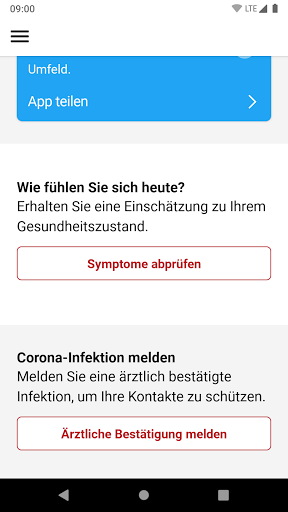 09:00
LTE
Umfeld.
App teilen
Wie fühlen Sie sich heute?
Erhalten Sie eine Einschätzung zu Ihrem
Gesundheitszustand.
Symptome abprüfen
Corona-Infektion melden
Melden Sie eine ärztlich bestätigte
Infektion, um Ihre Kontakte zu schützen.
Ärztliche Bestätigung melden